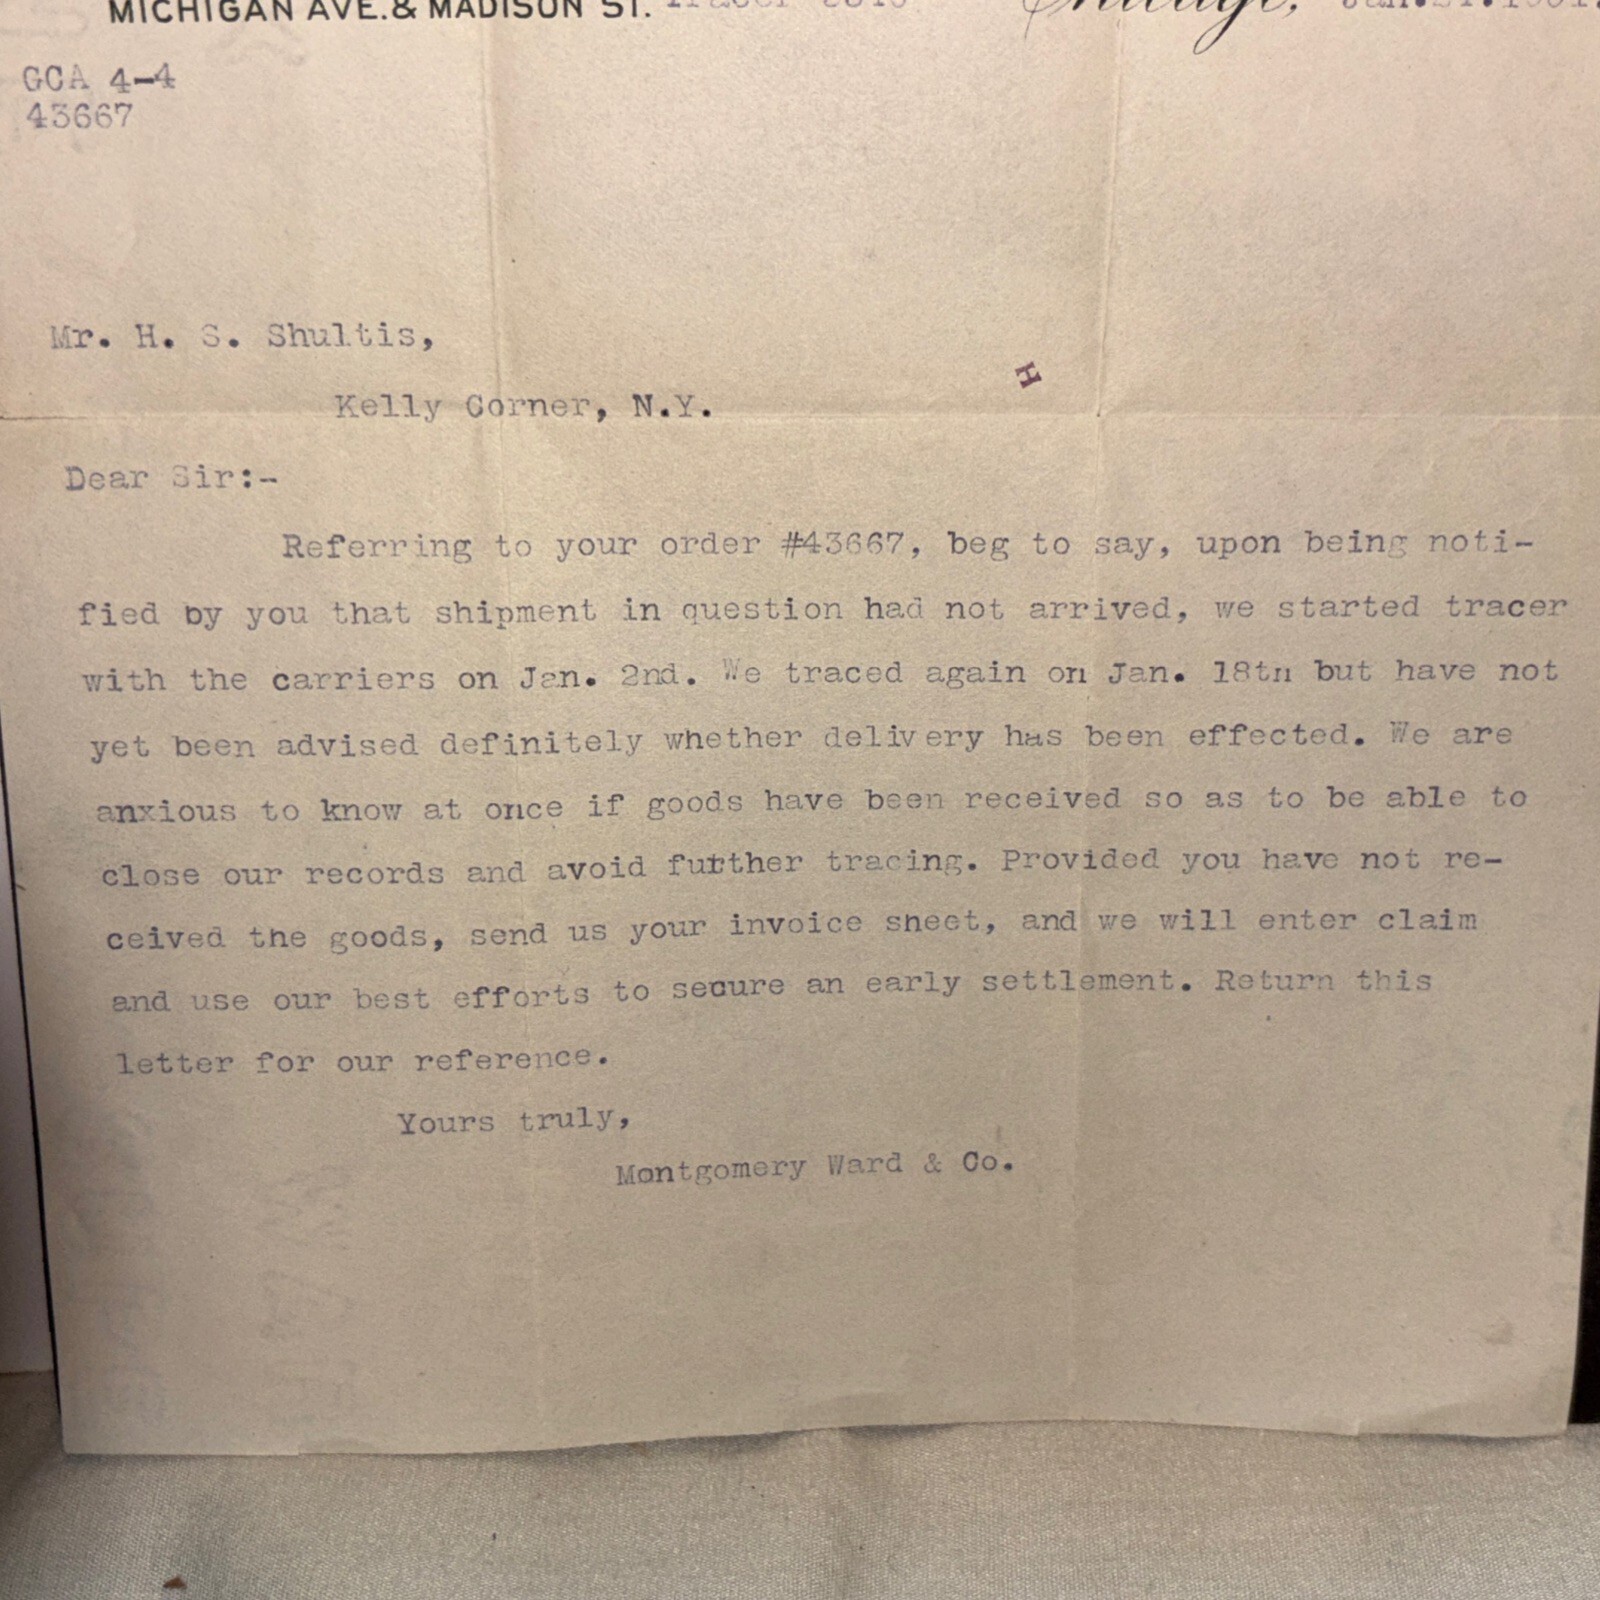 MICHIGAN AVE. & MADISON ST. Tracer Chicago, Jan.
GCA 4-4
43667
Mr. H. S. Shultis,
H
Kelly Corner, N.Y.
Dear Sir:-
Referring to your order #43667, beg to say, upon being noti-
fied by you that shipment in question had not arrived, we started tracer
with the carriers on Jan. 2nd. We traced again on Jan. 18th but have not
yet been advised definitely whether delivery has been effected. We are
anxious to know at once if goods have been received so as to be able to
close our records and avoid further tracing. Provided you have not re-
ceived the goods, send us your invoice sheet, and we will enter claim
and use our best efforts to secure an early settlement. Return this
letter for our reference.
Yours truly,
Montgomery Ward & Co.